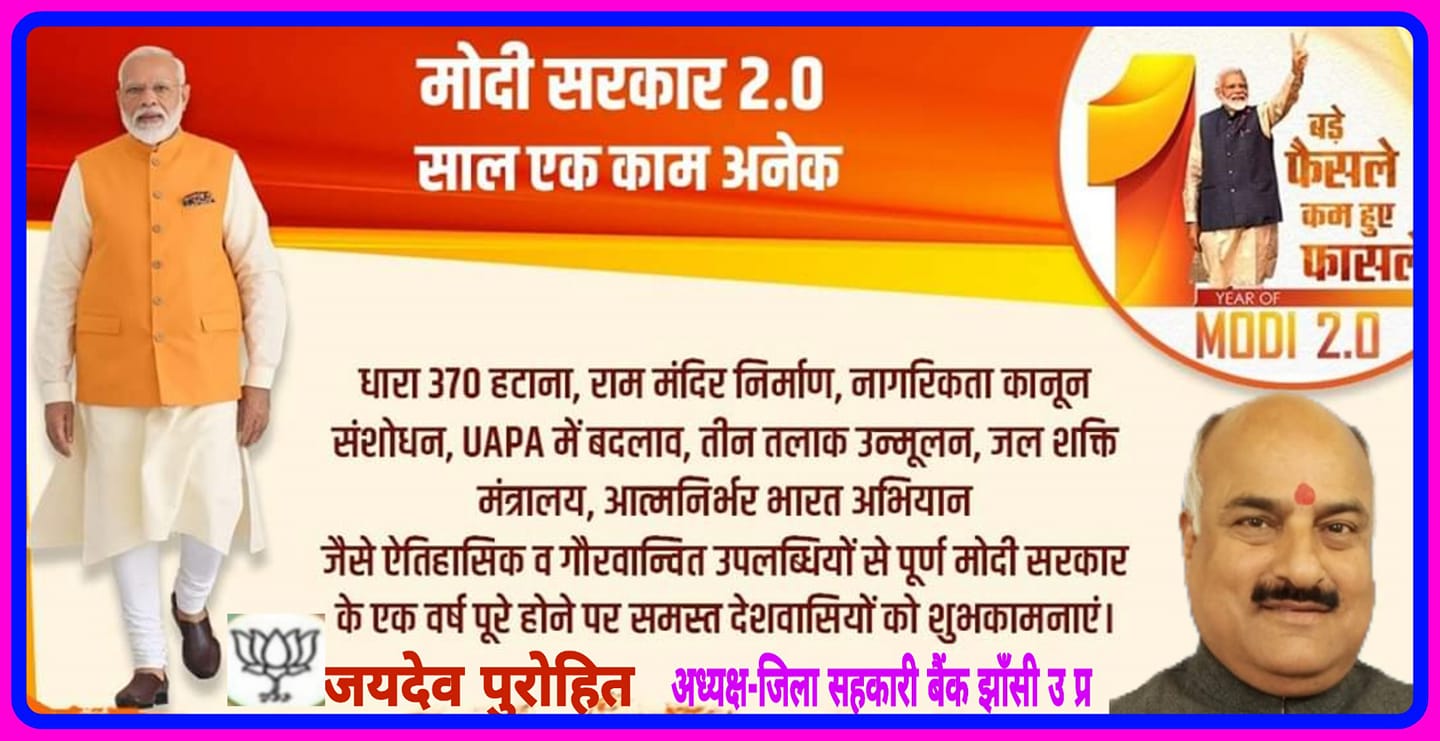 मोदी सरकार 2.0
साल एक काम अनेक
1
बड़े
फैसले
कम हुए
फासले
YEAR OF
MODI 2.0
धारा 370 हटाना, राम मंदिर निर्माण, नागरिकता कानून
संशोधन, UAPA में बदलाव, तीन तलाक उन्मूलन, जल शक्ति
मंत्रालय, आत्मनिर्भर भारत अभियान
जैसे ऐतिहासिक व गौरवान्वित उपलब्धियों से पूर्ण मोदी सरकार
के एक वर्ष पूरे होने पर समस्त देशवासियों को शुभकामनाएं।
जयदेव पुरोहित अध्यक्ष-जिला सहकारी बैंक झाँसी उ प्र